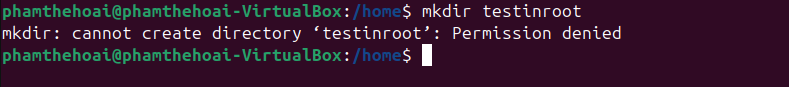 phamthehoai@phamthehoai-VirtualBox:/home$ mkdir testinroot
mkdir: cannot create directory ‘testinroot’: Permission denied
phamthehoai@phamthehoai-VirtualBox:/home$